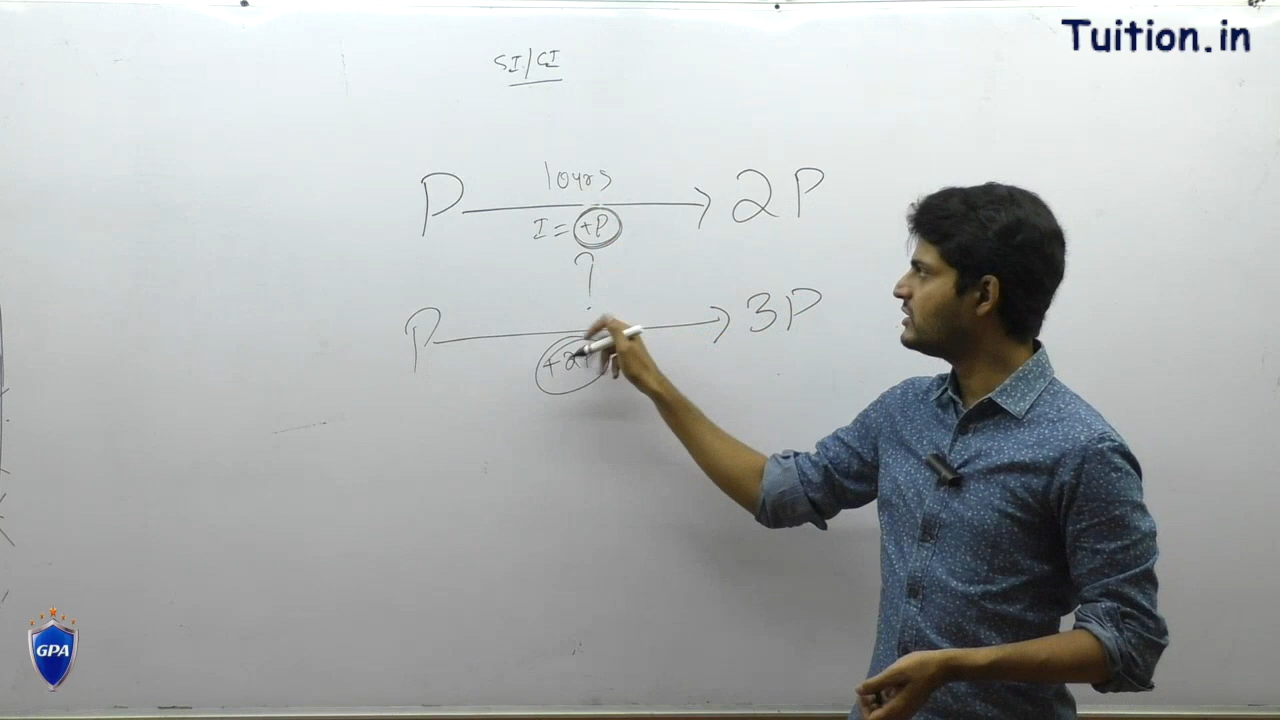 Tuition.in
SI/CI
P 10yrs 2P
I = +P
?
P 3P
+2P
GPA